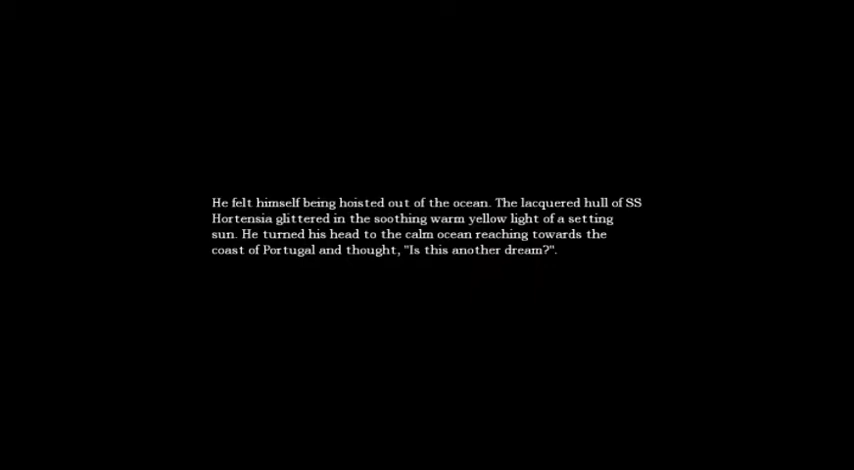 He felt himself being hoisted out of the ocean. The lacquered hull of SS
Hortensia glittered in the soothing warm yellow light of a setting
sun. He turned his head to the calm ocean reaching towards the
coast of Portugal and thought, "Is this another dream?".